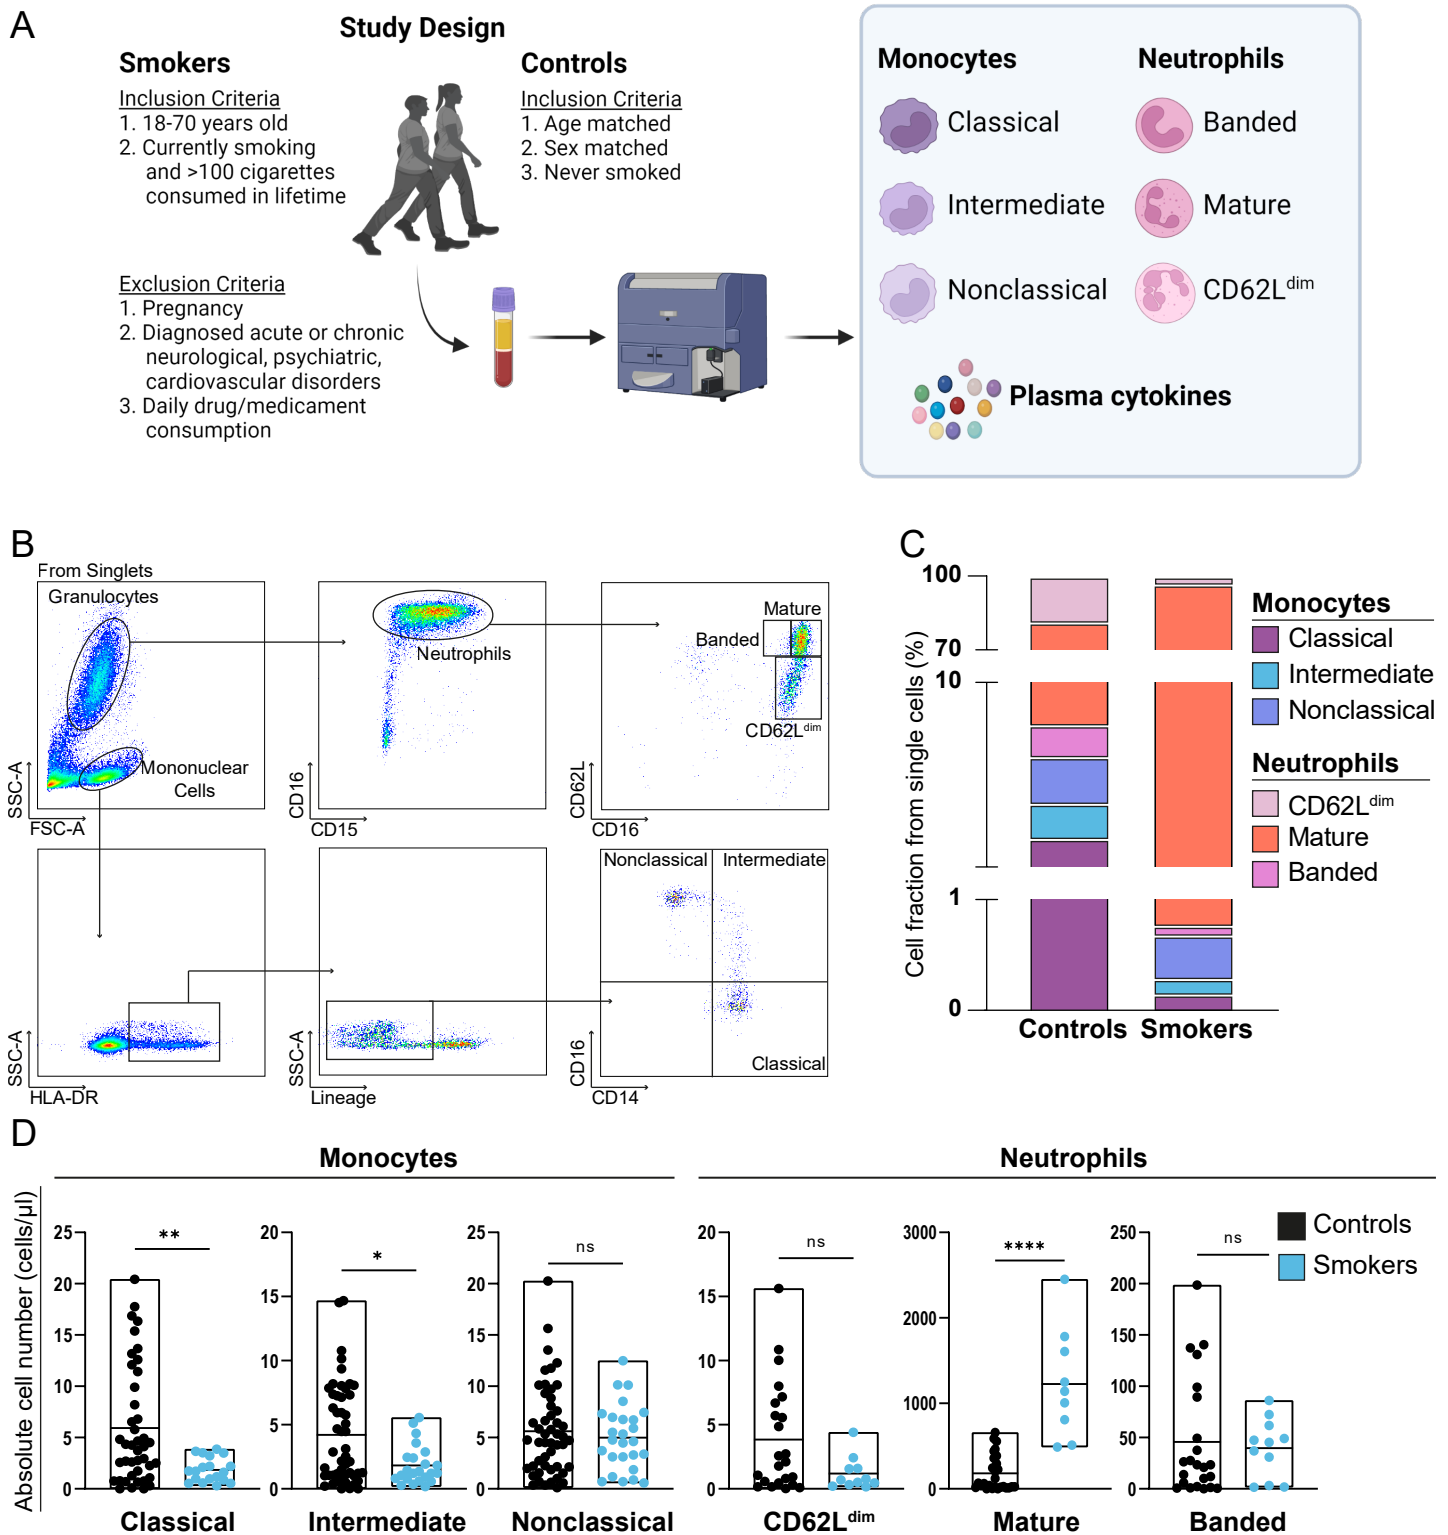 A
Study Design
Smokers
Inclusion Criteria
1. 18-70 years old
2. Currently smoking
and >100 cigarettes
consumed in lifetime
Exclusion Criteria
1. Pregnancy
2. Diagnosed acute or chronic
neurological, psychiatric,
cardiovascular disorders
3. Daily drug/medicament
consumption
Controls
Inclusion Criteria
1. Age matched
2. Sex matched
3. Never smoked
Monocytes
Classical
Intermediate
Nonclassical
Neutrophils
Banded
Mature
CD62Ldim
Plasma cytokines
B
From Singlets
Granulocytes
Mononuclear
Cells
SSC-A
FSC-A
Neutrophils
CD16
CD15
Mature
Banded
CD62Ldim
CD62L
CD16
SSC-A
HLA-DR
SSC-A
Lineage
Nonclassical
Intermediate
Classical
CD16
CD14
C
Cell fraction from single cells (%)
100
70
10
1
0
Controls
Smokers
Monocytes
Classical
Intermediate
Nonclassical
Neutrophils
CD62Ldim
Mature
Banded
D
Monocytes
Neutrophils
Absolute cell number (cells/µl)
25
20
15
10
5
0
**
Classical
20
15
10
5
0
*
Intermediate
25
20
15
10
5
0
ns
Nonclassical
20
15
10
5
0
ns
CD62Ldim
3000
2000
1000
0
****
Mature
250
200
150
100
50
0
ns
Banded
Controls
Smokers